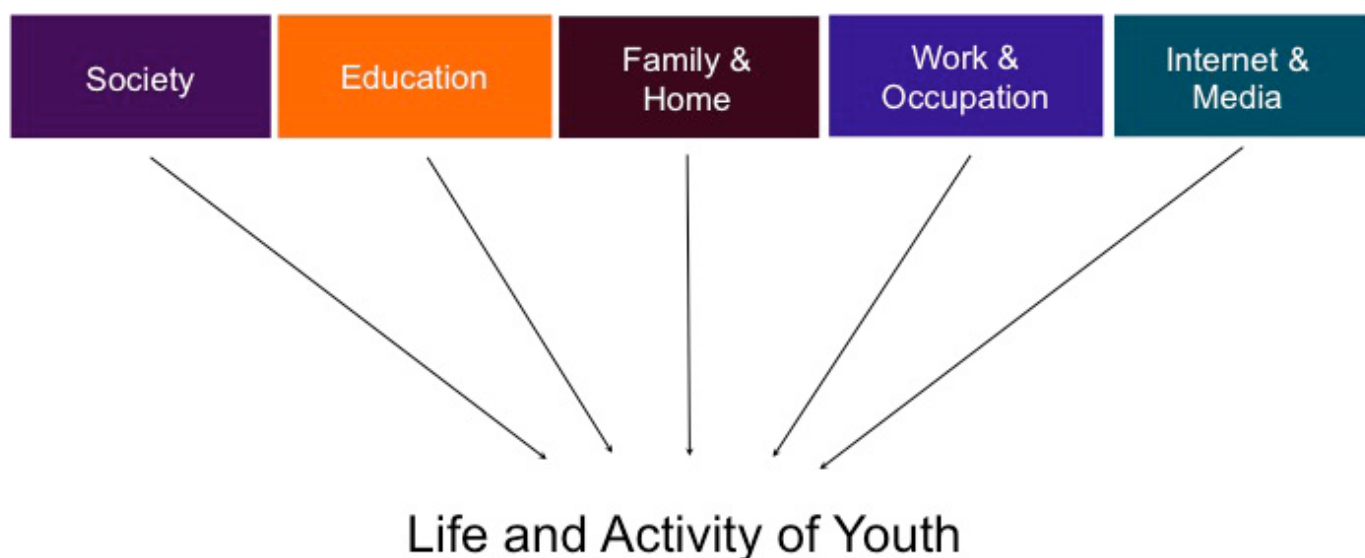 Society
Education
Family &
Home
Work &
Occupation
Internet &
Media
Life and Activity of Youth